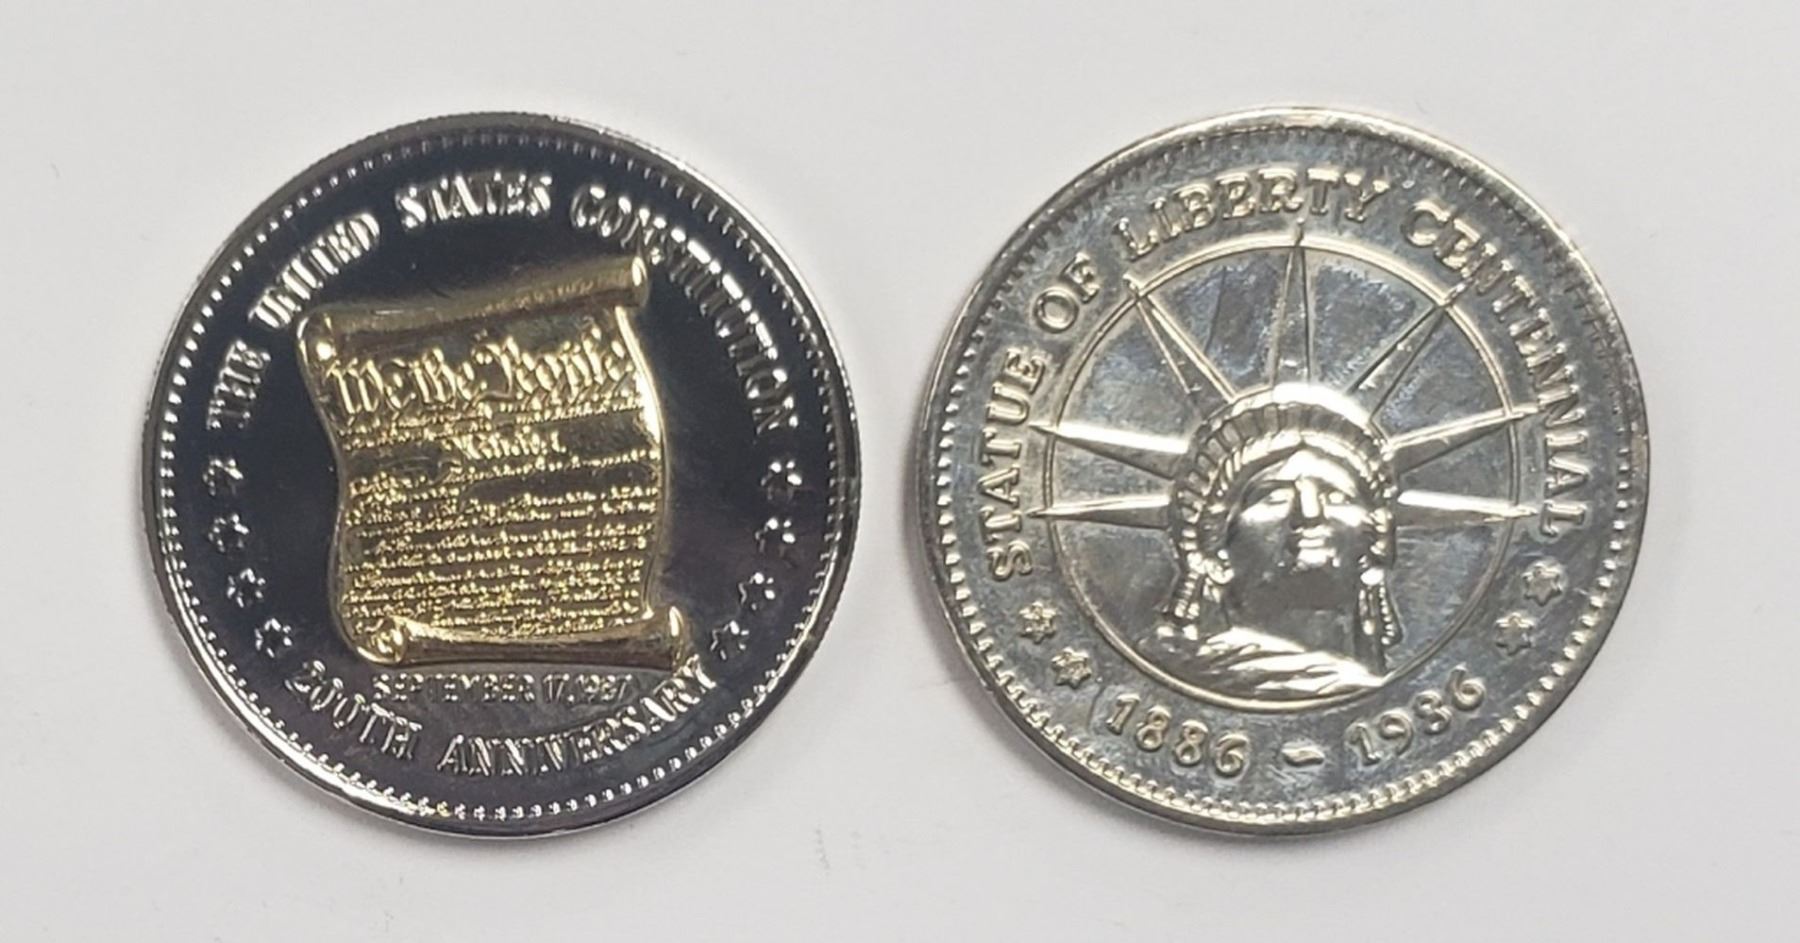 THE UNITED STATES CONSTITUTION
We the People
SEPTEMBER 17, 1987
200TH ANNIVERSARY
STATUE OF LIBERTY CENTENNIAL
1886 - 1986